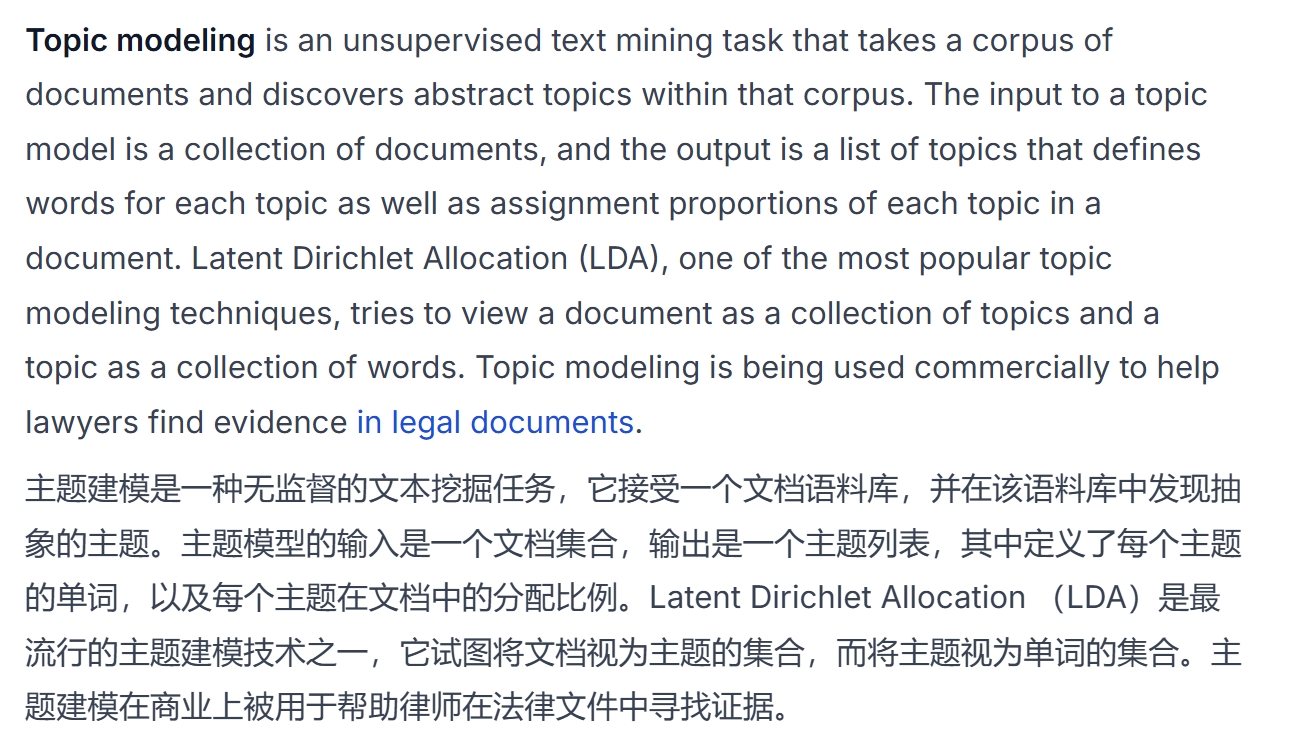 Topic modeling is an unsupervised text mining task that takes a corpus of
documents and discovers abstract topics within that corpus. The input to a topic
model is a collection of documents, and the output is a list of topics that defines
words for each topic as well as assignment proportions of each topic in a
document. Latent Dirichlet Allocation (LDA), one of the most popular topic
modeling techniques, tries to view a document as a collection of topics and a
topic as a collection of words. Topic modeling is being used commercially to help
lawyers find evidence in legal documents.
主题建模是一种无监督的文本挖掘任务，它接受一个文档语料库，并在该语料库中发现抽
象的主题。主题模型的输入是一个文档集合，输出是一个主题列表，其中定义了每个主题
的单词，以及每个主题在文档中的分配比例。Latent Dirichlet Allocation （LDA）是最
流行的主题建模技术之一，它试图将文档视为主题的集合，而将主题视为单词的集合。主
题建模在商业上被用于帮助律师在法律文件中寻找证据。